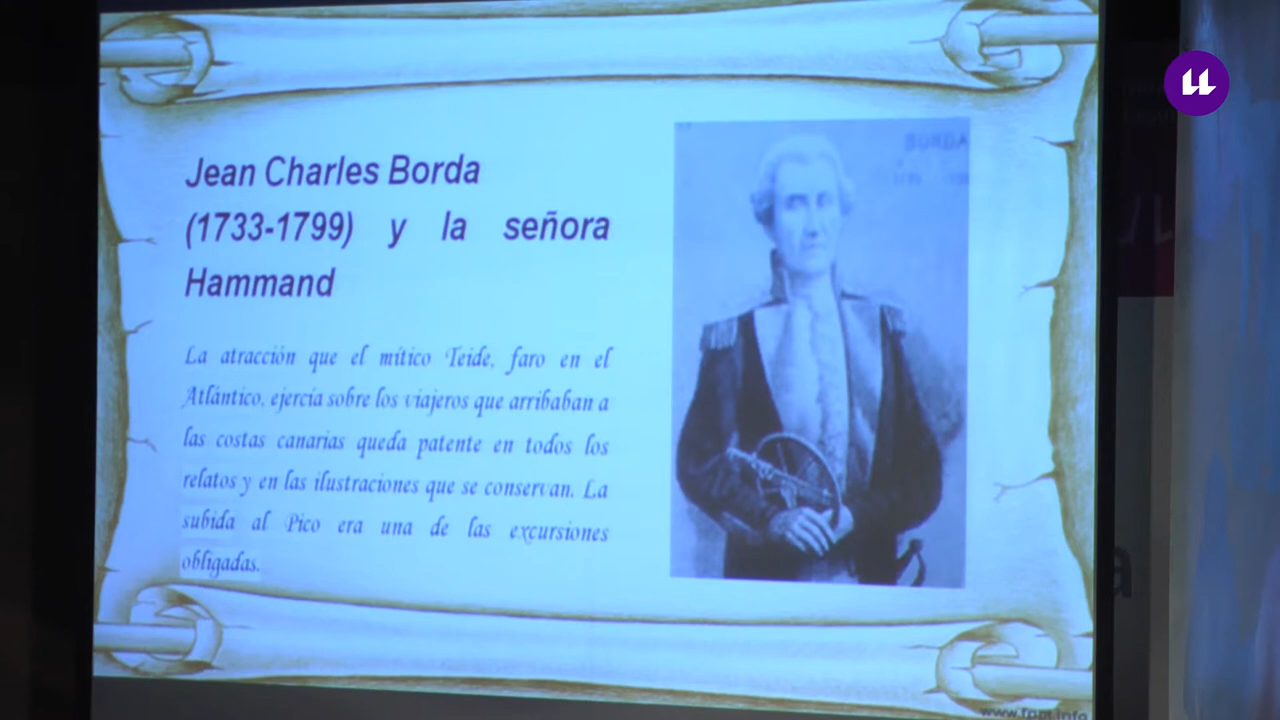 Jean Charles Borda
(1733-1799) y la señora
Hammand
La atracción que el mítico Teide, faro en el
Atlántico, ejercía sobre los viajeros que arribaban a
las costas canarias queda patente en todos los
relatos y en las ilustraciones que se conservan. La
subida al Pico era una de las excursiones
obligadas.
BORDA